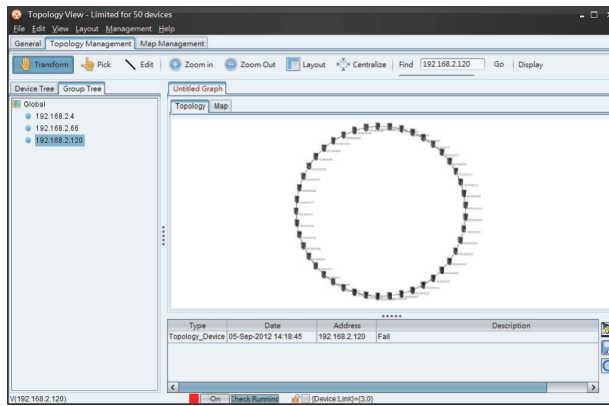 Topology View - Limited for 50 devices
File Edit View Layout Management Help
General Topology Management Map Management
Transform Pick Edit Zoom in Zoom Out Layout Centralize Find 192.168.2.120 Go Display
Device Tree Group Tree Untitled Graph
Topology Map
Global
192.168.2.4
192.168.2.66
192.168.2.120
Type Date Address Description
Topology_Device 05-Sep-2012 14:18:45 192.168.2.120 Fail
V(192.168.2.120) On Check Running {Device:Link}={3,0}